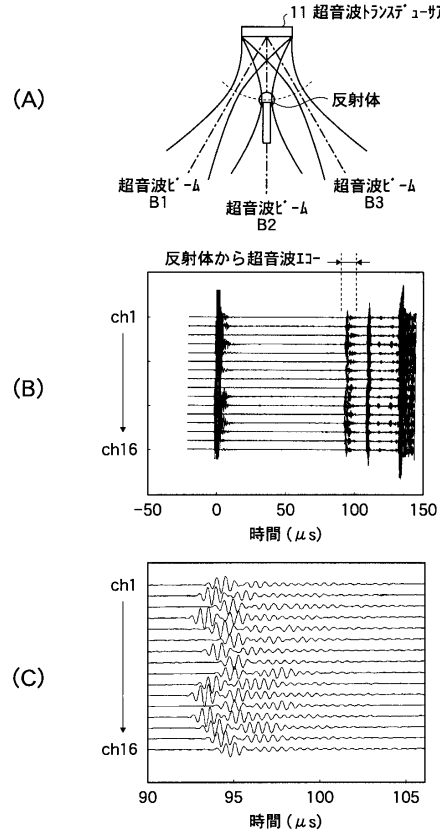 11 超音波トランスデューサア
(A)
反射体
超音波ビーム
B1
超音波ビーム
B2
超音波ビーム
B3
反射体から超音波エコー
(B)
ch1
ch16
-50
0
50
100
150
時間(μs)
(C)
ch1
ch16
90
95
100
105
時間(μs)